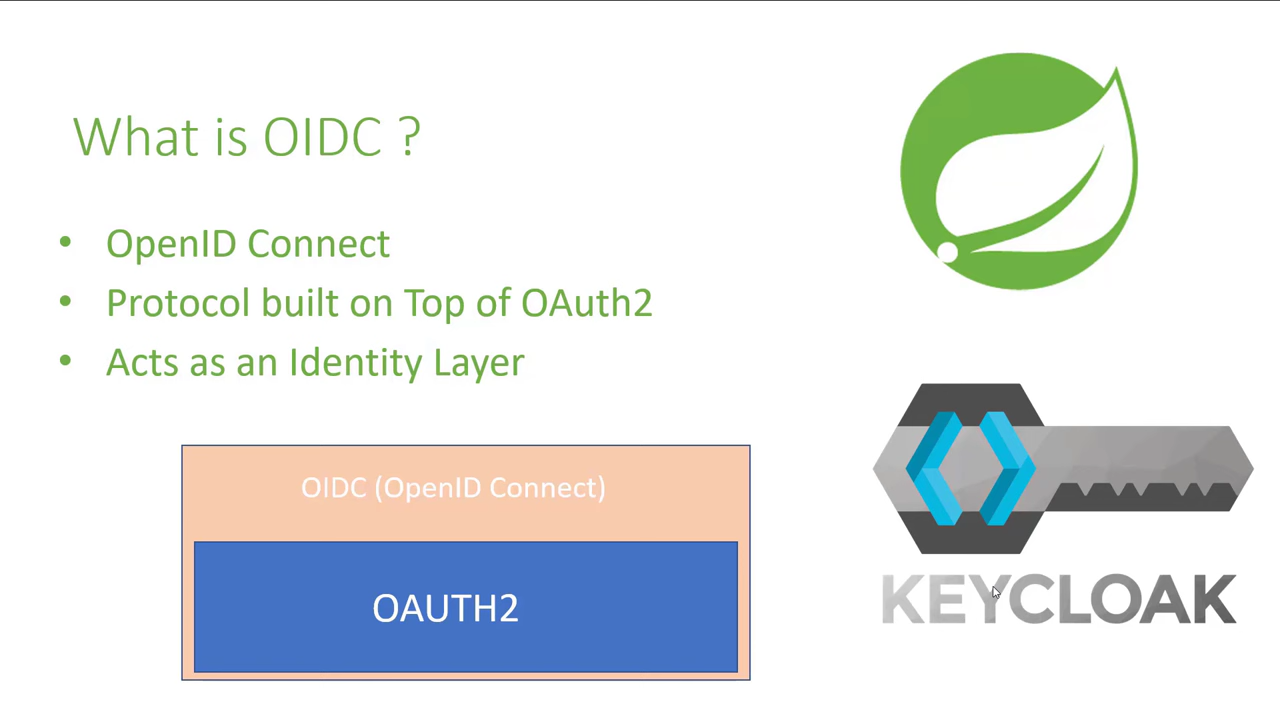 What is OIDC ?
• OpenID Connect
• Protocol built on Top of OAuth2
• Acts as an Identity Layer
OIDC (OpenID Connect)
OAUTH2
KEYCLOAK